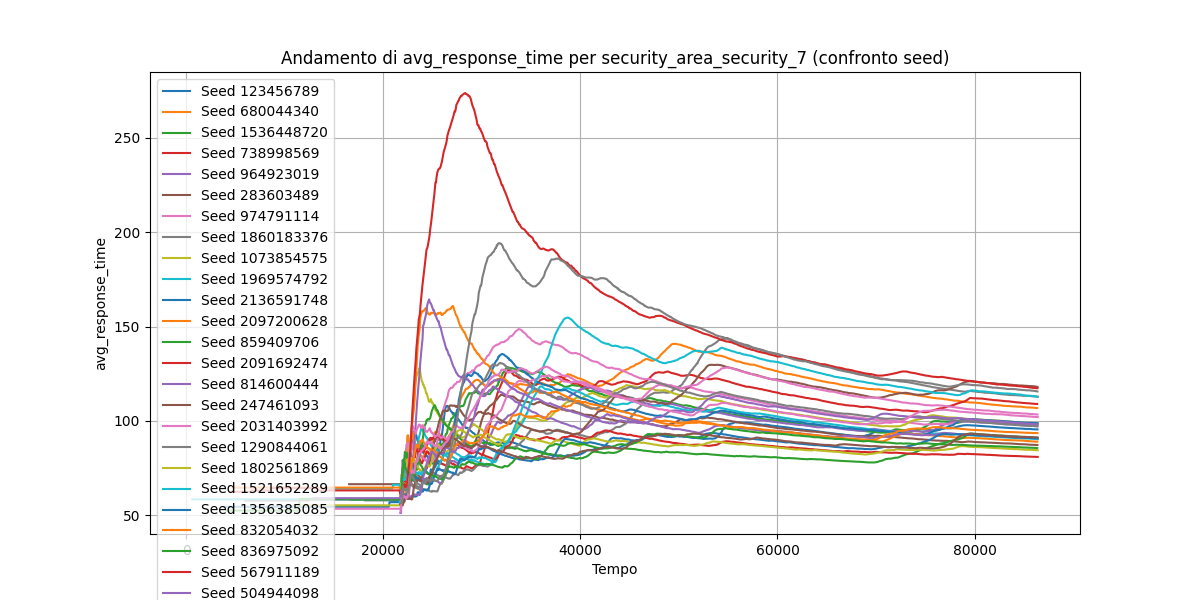 Andamento di avg_response_time per security_area_security_7 (confronto seed)
Seed 123456789
Seed 680044340
Seed 1536448720
Seed 738998569
Seed 964923019
Seed 283603489
Seed 974791114
Seed 1860183376
Seed 1073854575
Seed 1969574792
Seed 2136591748
Seed 2097200628
Seed 859409706
Seed 2091692474
Seed 814600444
Seed 247461093
Seed 2031403992
Seed 1290844061
Seed 1802561869
Seed 1521652289
Seed 1356385085
Seed 832054032
Seed 836975092
Seed 567911189
Seed 504944098
avg_response_time
250
200
150
100
50
0 20000 40000 60000 80000
Tempo